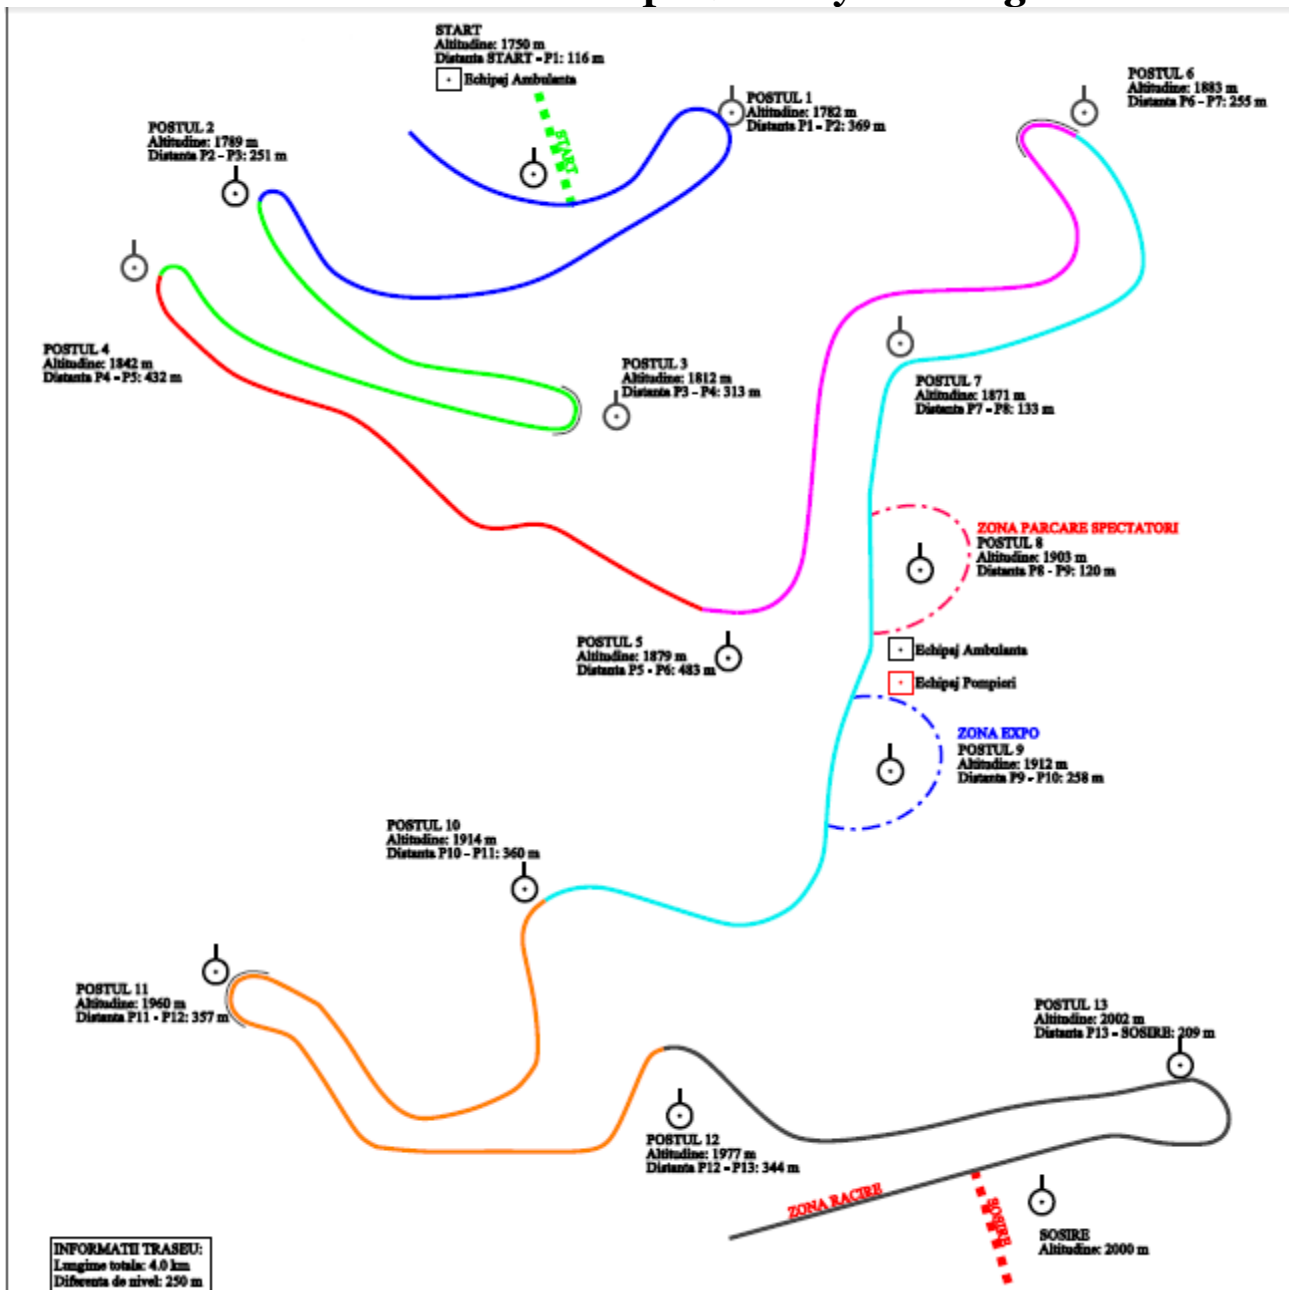 START
Altitudine: 1750 m
Distanta START - P1: 116 m
Echipaj Ambulanta
START
POSTUL 1
Altitudine: 1782 m
Distanta P1 - P2: 369 m
POSTUL 6
Altitudine: 1883 m
Distanta P6 - P7: 255 m
POSTUL 2
Altitudine: 1789 m
Distanta P2 - P3: 251 m
POSTUL 4
Altitudine: 1842 m
Distanta P4 - P5: 432 m
POSTUL 3
Altitudine: 1812 m
Distanta P3 - P4: 313 m
POSTUL 7
Altitudine: 1871 m
Distanta P7 - P8: 133 m
ZONA PARCARE SPECTATORI
POSTUL 8
Altitudine: 1903 m
Distanta P8 - P9: 120 m
POSTUL 5
Altitudine: 1879 m
Distanta P5 - P6: 483 m
Echipaj Ambulanta
Echipaj Pompieri
ZONA EXPO
POSTUL 9
Altitudine: 1912 m
Distanta P9 - P10: 258 m
POSTUL 10
Altitudine: 1914 m
Distanta P10 - P11: 360 m
POSTUL 11
Altitudine: 1960 m
Distanta P11 - P12: 357 m
POSTUL 13
Altitudine: 2002 m
Distanta P13 - SOSIRE: 209 m
POSTUL 12
Altitudine: 1977 m
Distanta P12 - P13: 344 m
ZONA RACIRE
SOSIRE
SOSIRE
Altitudine: 2000 m
INFORMATII TRASEU:
Lungime totala: 4.0 km
Diferenta de nivel: 250 m